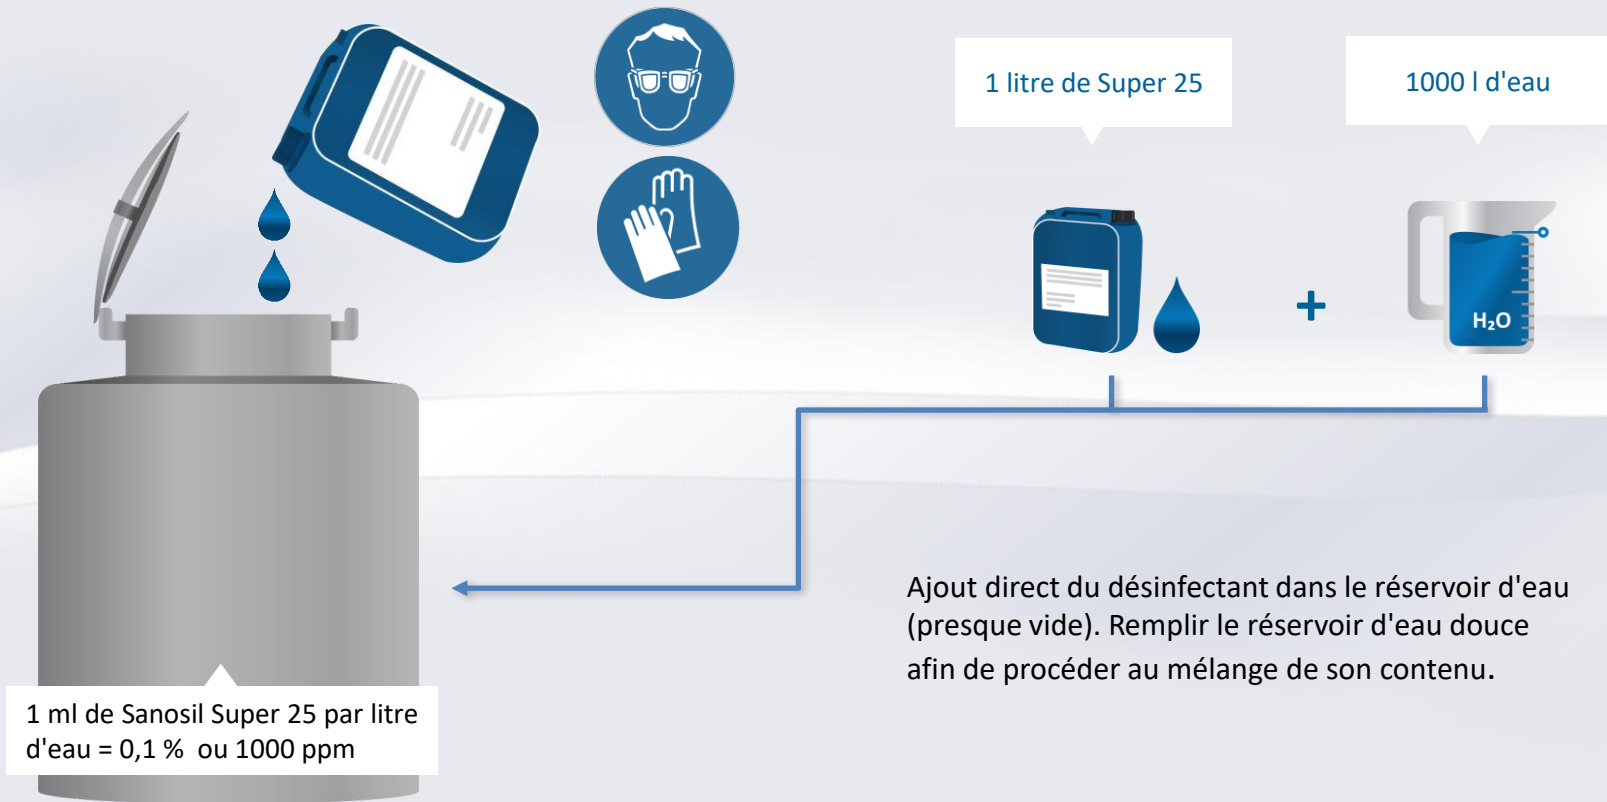 1 litre de Super 25
1000 l d'eau
H₂O
Ajout direct du désinfectant dans le réservoir d'eau
(presque vide). Remplir le réservoir d'eau douce
afin de procéder au mélange de son contenu.
1 ml de Sanosil Super 25 par litre
d'eau = 0,1 % ou 1000 ppm